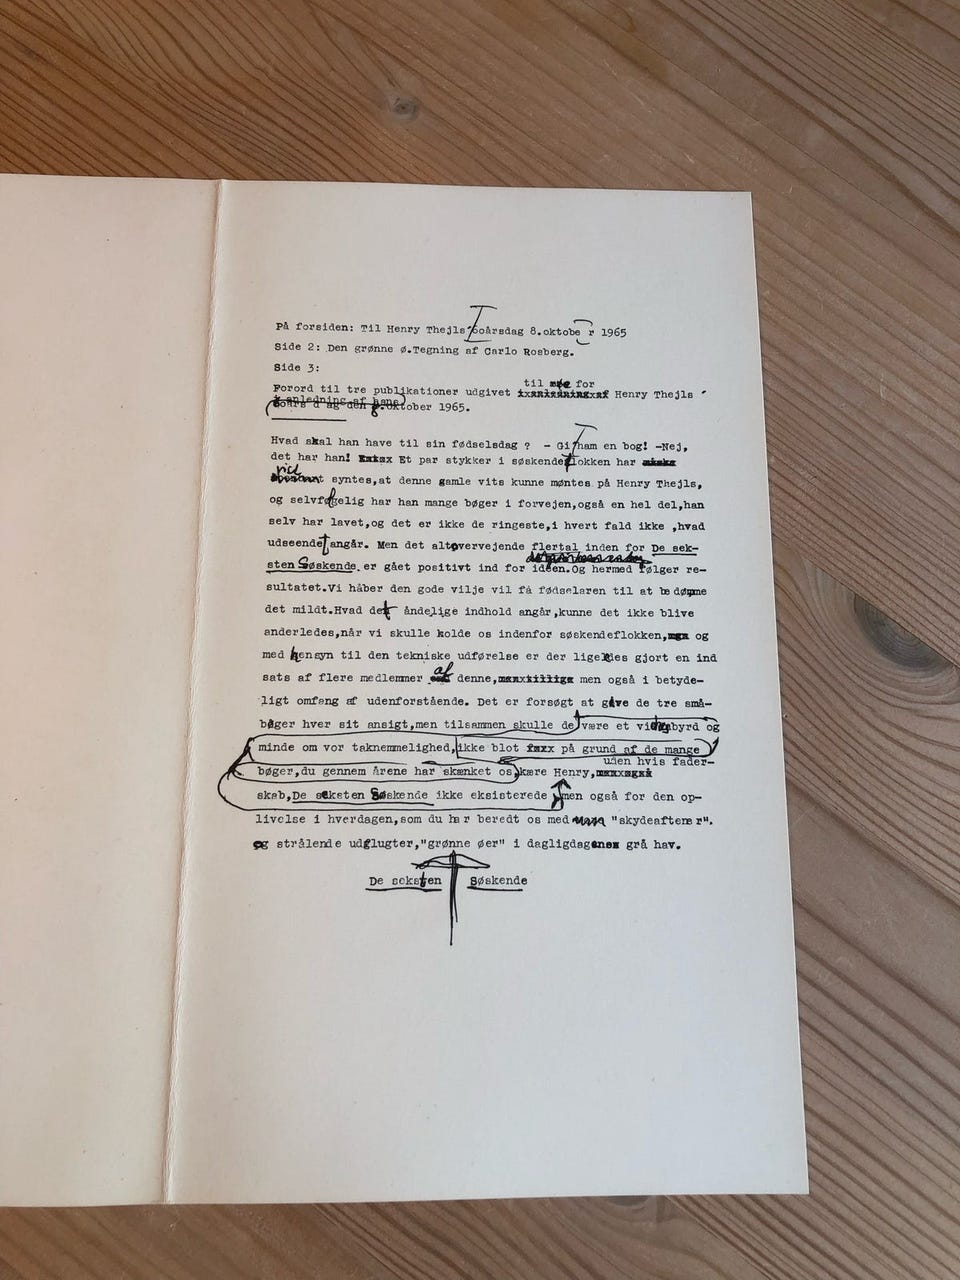 På forsiden: Til Henry Thejls´60årsdag 8.oktobe r 1965
Side 2: Den grønne ø.Tegning af Carlo Rosberg.
Side 3:
til for
Forord til tre publikationer udgivet Henry Thejls ´
anledning af hans
60års d ag den 8.oktober 1965.
Hvad skal han have til sin fødselsdag ? - Gi ham en bog! -Nej,
det har han! Et par stykker i søskendeflokken har
vist syntes,at denne gamle vits kunne møntes på Henry Thejls,
og selvfølgelig har han mange bøger i forvejen,også en hel del,han
selv har lavet,og det er ikke de ringeste,i hvert fald ikke ,hvad
udseendet angår. Men det altovervejende flertal inden for De sek-
sten Søskende.er gået positivt ind for ideen.Og hermed følger re-
sultatet.Vi håber den gode vilje vil få fødselaren til at bedømme
det mildt.Hvad det åndelige indhold angår,kunne det ikke blive
anderledes,når vi skulle holde os indenfor søskendeflokken, og
med hensyn til den tekniske udførelse er der ligeledes gjort en ind
sats af flere medlemmer af denne, men også i betyde-
ligt omfang af udenforstående. Det er forsøgt at give de tre små-
bøger hver sit ansigt,men tilsammen skulle de være et vidnesbyrd og
minde om vor taknemmelighed,ikke blot på grund af de mange
uden hvis fader-
bøger,du gennem årene har skænket os,kære Henry,
skab,De seksten Søskende ikke eksisterede men også for den op-
livelse i hverdagen,som du har beredt os med "skydeaftener".
og strålende udflugter,"grønne øer" i dagligdagens grå hav.
De seksten Søskende